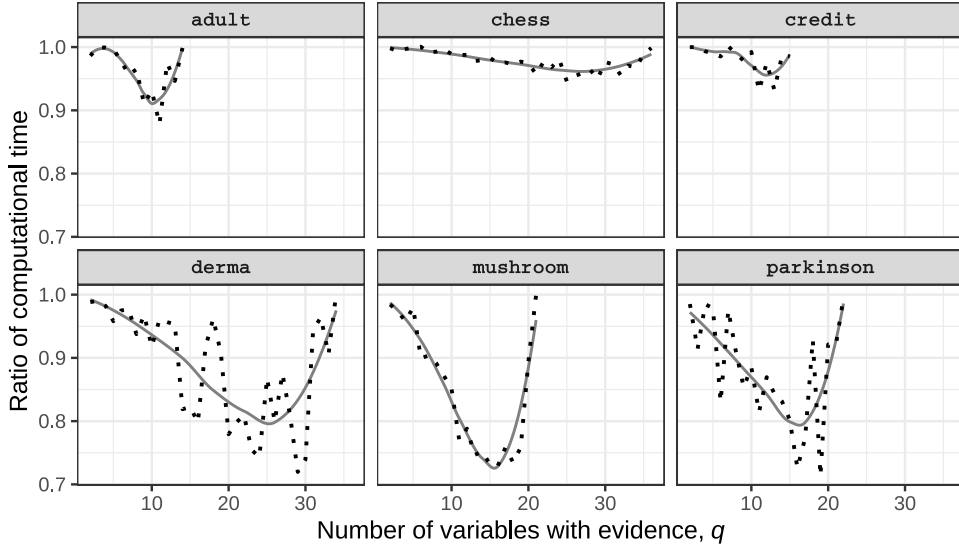 adult chess credit
1.0
0.9
0.8
0.7
derma mushroom parkinson
1.0
0.9
0.8
0.7
10 20 30 10 20 30 10 20 30
Ratio of computational time
Number of variables with evidence, q